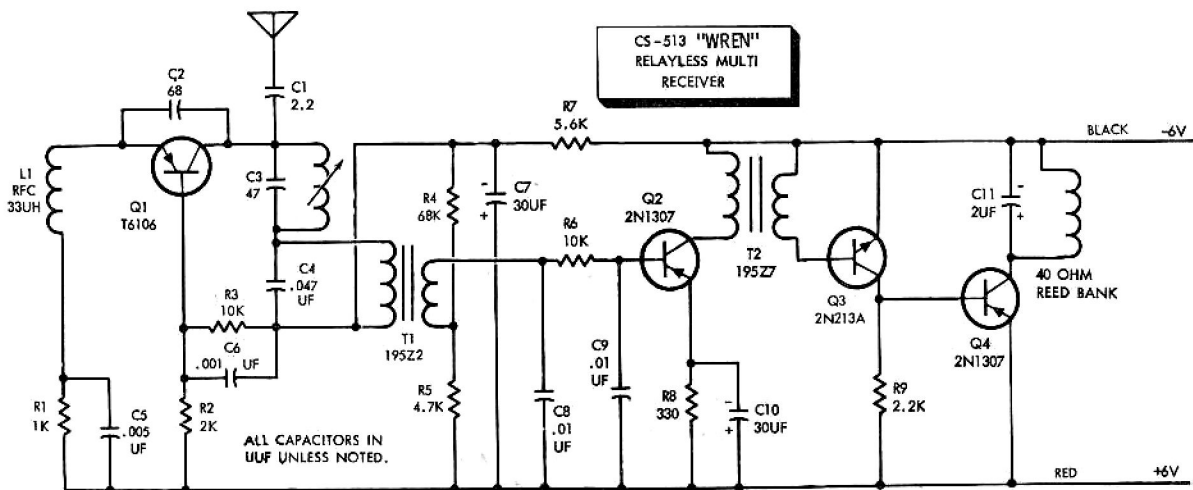 CS-513 "WREN"
RELAYLESS MULTI
RECEIVER
C2
68
C1
2.2
L1
RFC
33UH
Q1
T6106
C3
47
C4
.047
UF
R3
10K
C6
.001 UF
R1
1K
C5
.005
UF
R2
2K
ALL CAPACITORS IN
UUF UNLESS NOTED.
T1
195Z2
R4
68K
C7
30UF
- 
+
R5
4.7K
R7
5.6K
R6
10K
C8
.01
UF
C9
.01
UF
Q2
2N1307
R8
330
C10
30UF
-
+
T2
195Z7
Q3
2N213A
R9
2.2K
Q4
2N1307
C11
2UF
-
+
40 OHM
REED BANK
BLACK -6V
RED +6V